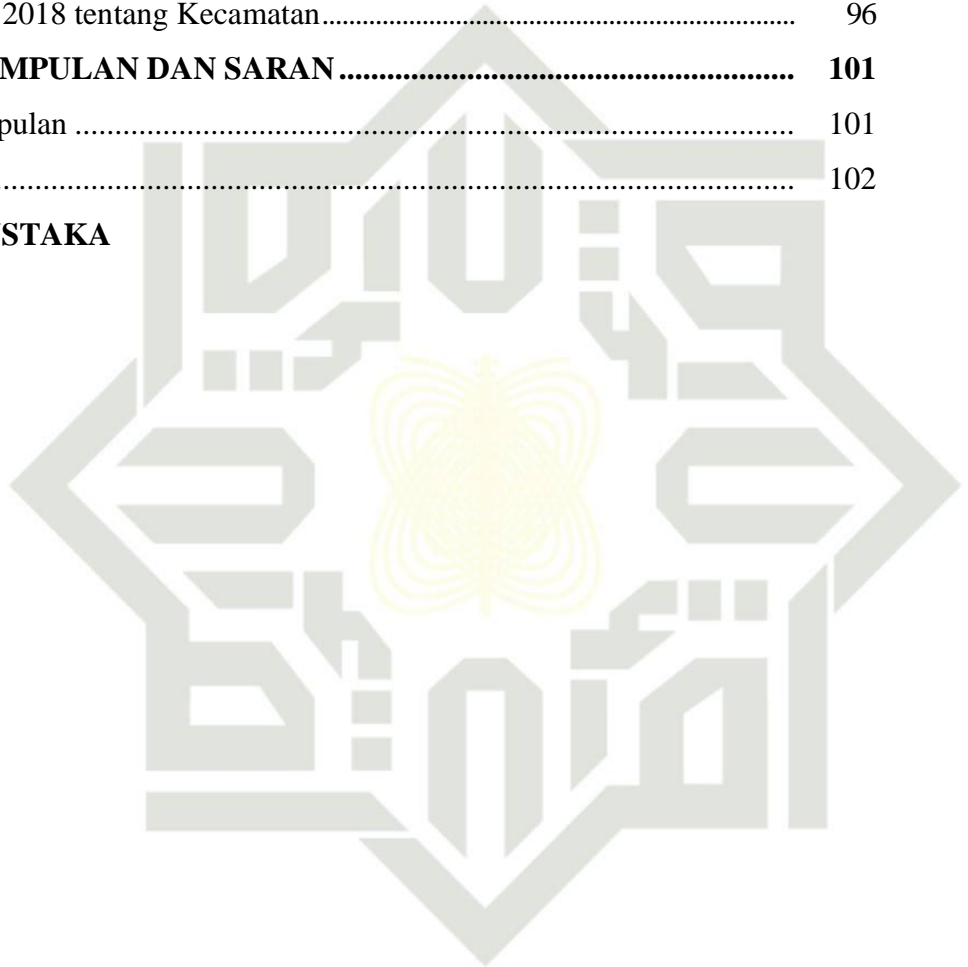 2018 tentang Kecamatan........................................................................................ 96
MPULAN DAN SARAN.......................................................... 101
pulan ........................................................................................... 101
.................................................................................................... 102
STAKA